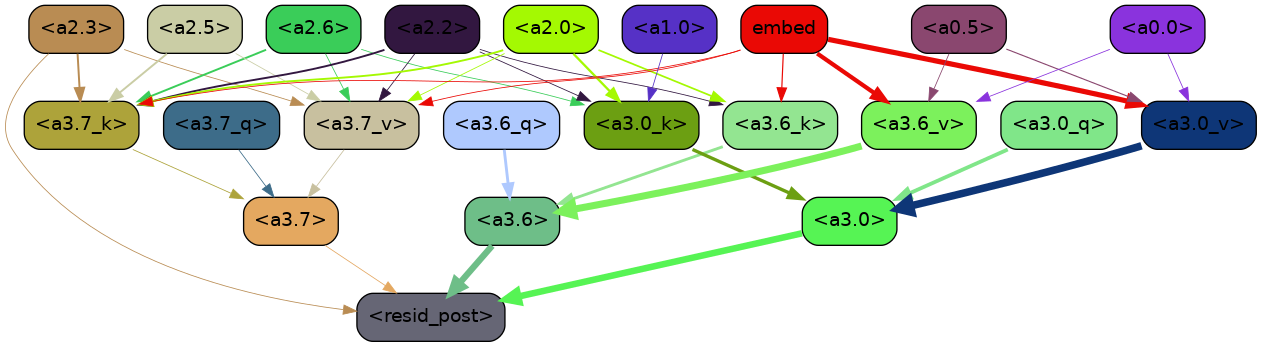 <a2.3> <a2.5> <a2.6> <a2.2> <a2.0> <a1.0> embed <a0.5> <a0.0>
<a3.7_k> <a3.7_q> <a3.7_v> <a3.6_q> <a3.0_k> <a3.6_k> <a3.6_v> <a3.0_q> <a3.0_v>
<a3.7> <a3.6> <a3.0>
<resid_post>